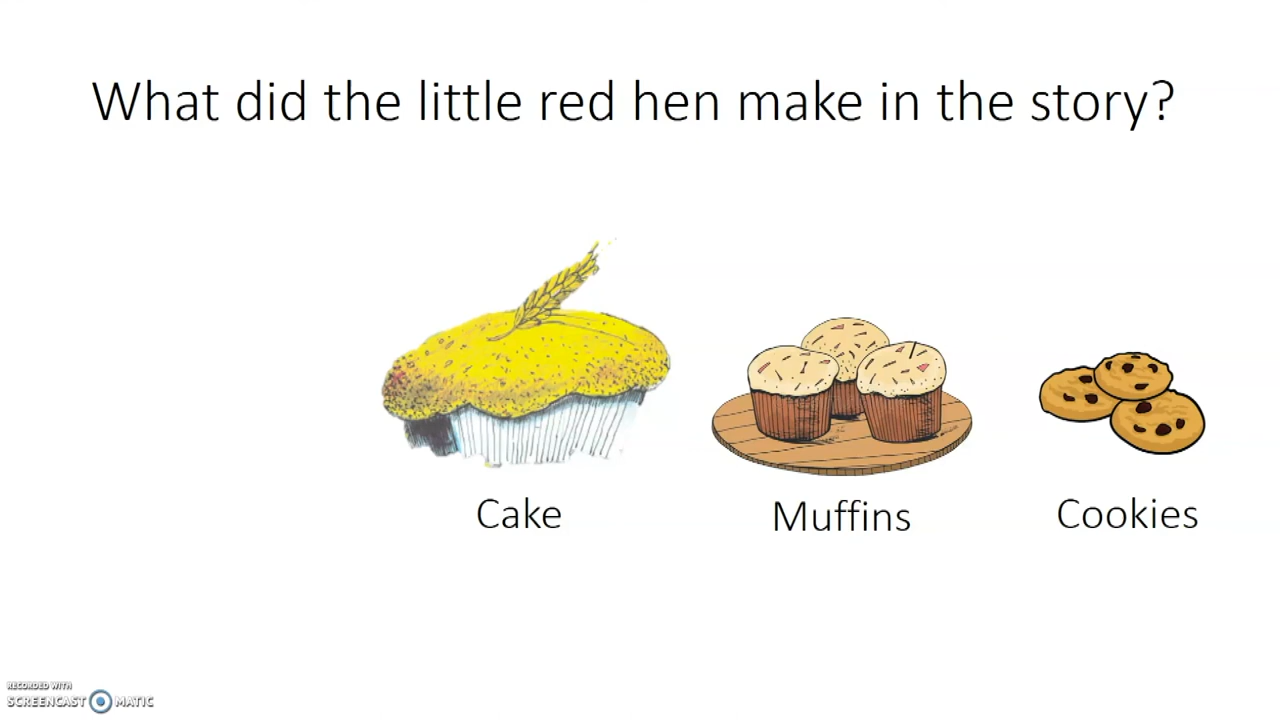 What did the little red hen make in the story?
Cake
Muffins
Cookies
RECORDED WITH
SCREENCAST MATIC